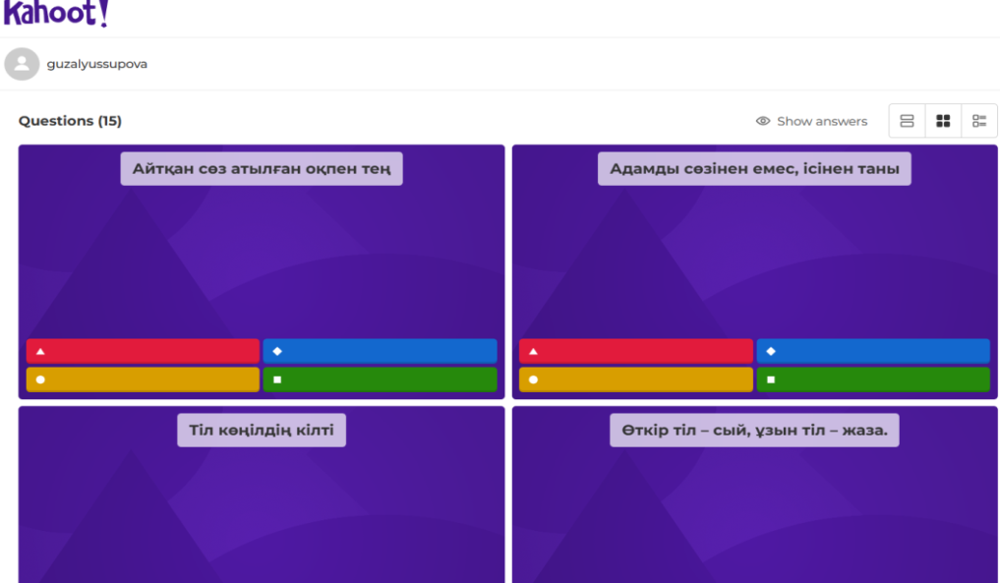 Kahoot!
guzalyussupova
Questions (15)
Show answers
Айтқан сөз атылған оқпен тең
Адамды сөзінен емес, ісінен таны
Тіл көңілдің кілті
Өткір тіл – сый, ұзын тіл – жаза.